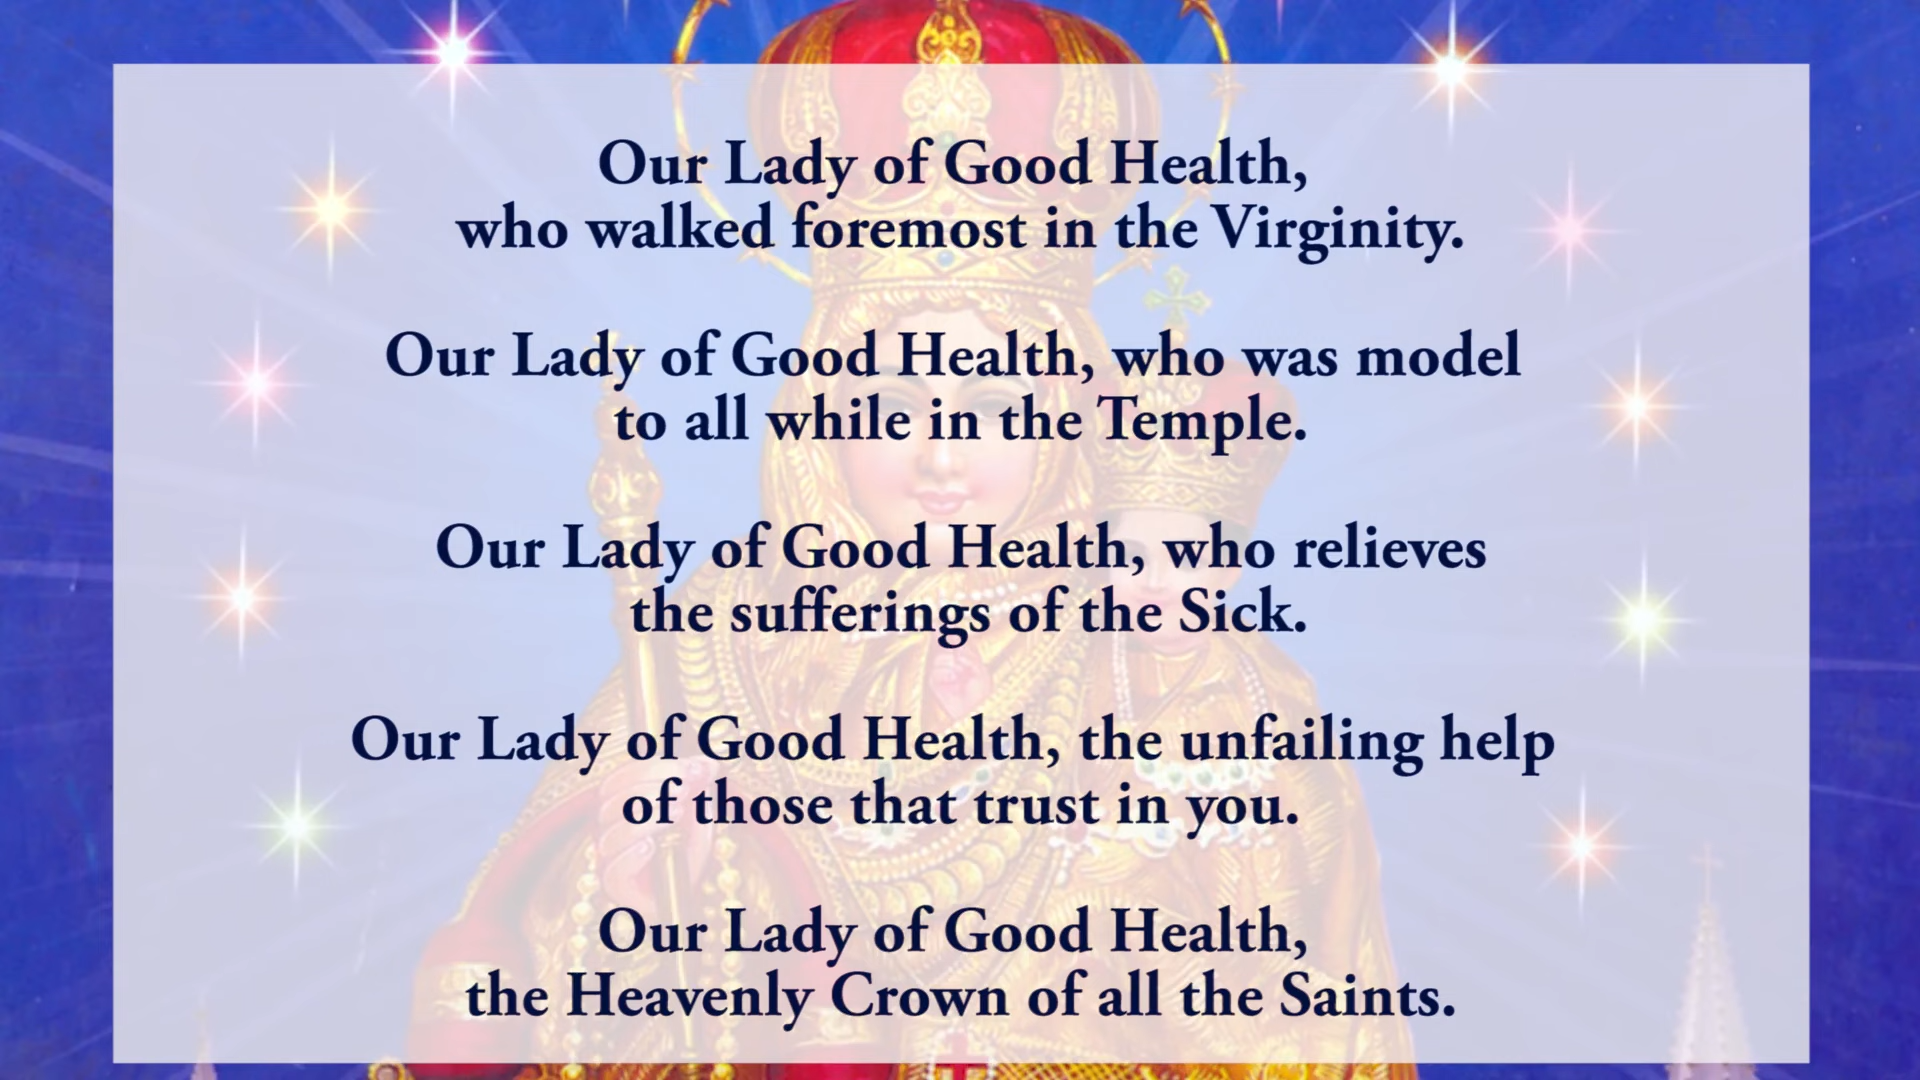 Our Lady of Good Health,
who walked foremost in the Virginity.
Our Lady of Good Health, who was model
to all while in the Temple.
Our Lady of Good Health, who relieves
the sufferings of the Sick.
Our Lady of Good Health, the unfailing help
of those that trust in you.
Our Lady of Good Health,
the Heavenly Crown of all the Saints.